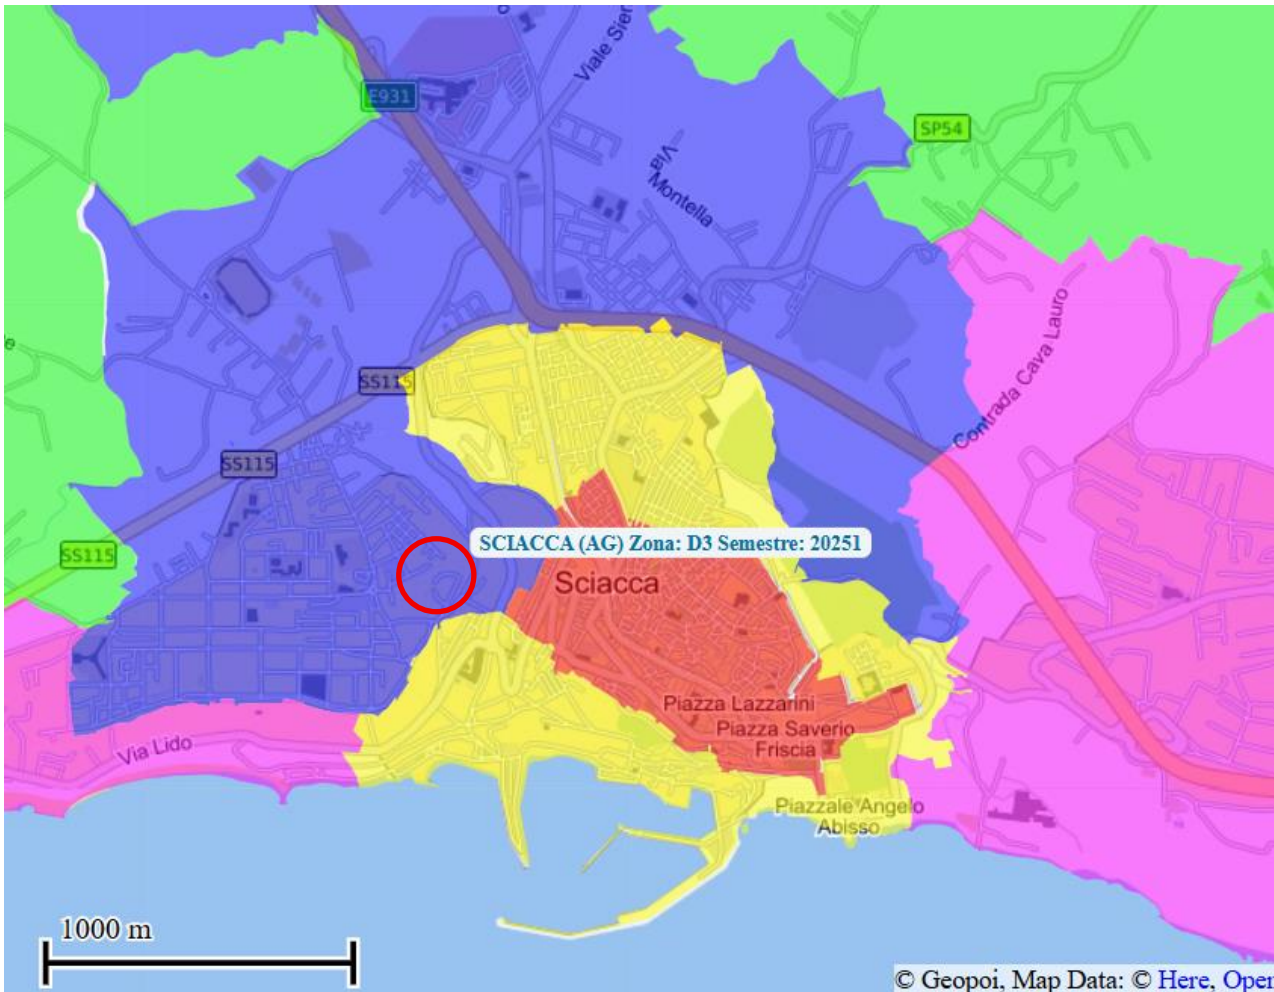 Viale Sier
E931
SP54
Via
Montella
Contrada Cava Lauro
e
SS115
SS115
SS115
SCIACCA (AG) Zona: D3 Semestre: 20251
Sciacca
Piazza Lazzarini
Piazza Saverio
Friscia
Via Lido
Piazzale Angelo
Abisso
1000 m
© Geopoi, Map Data: © Here, Oper